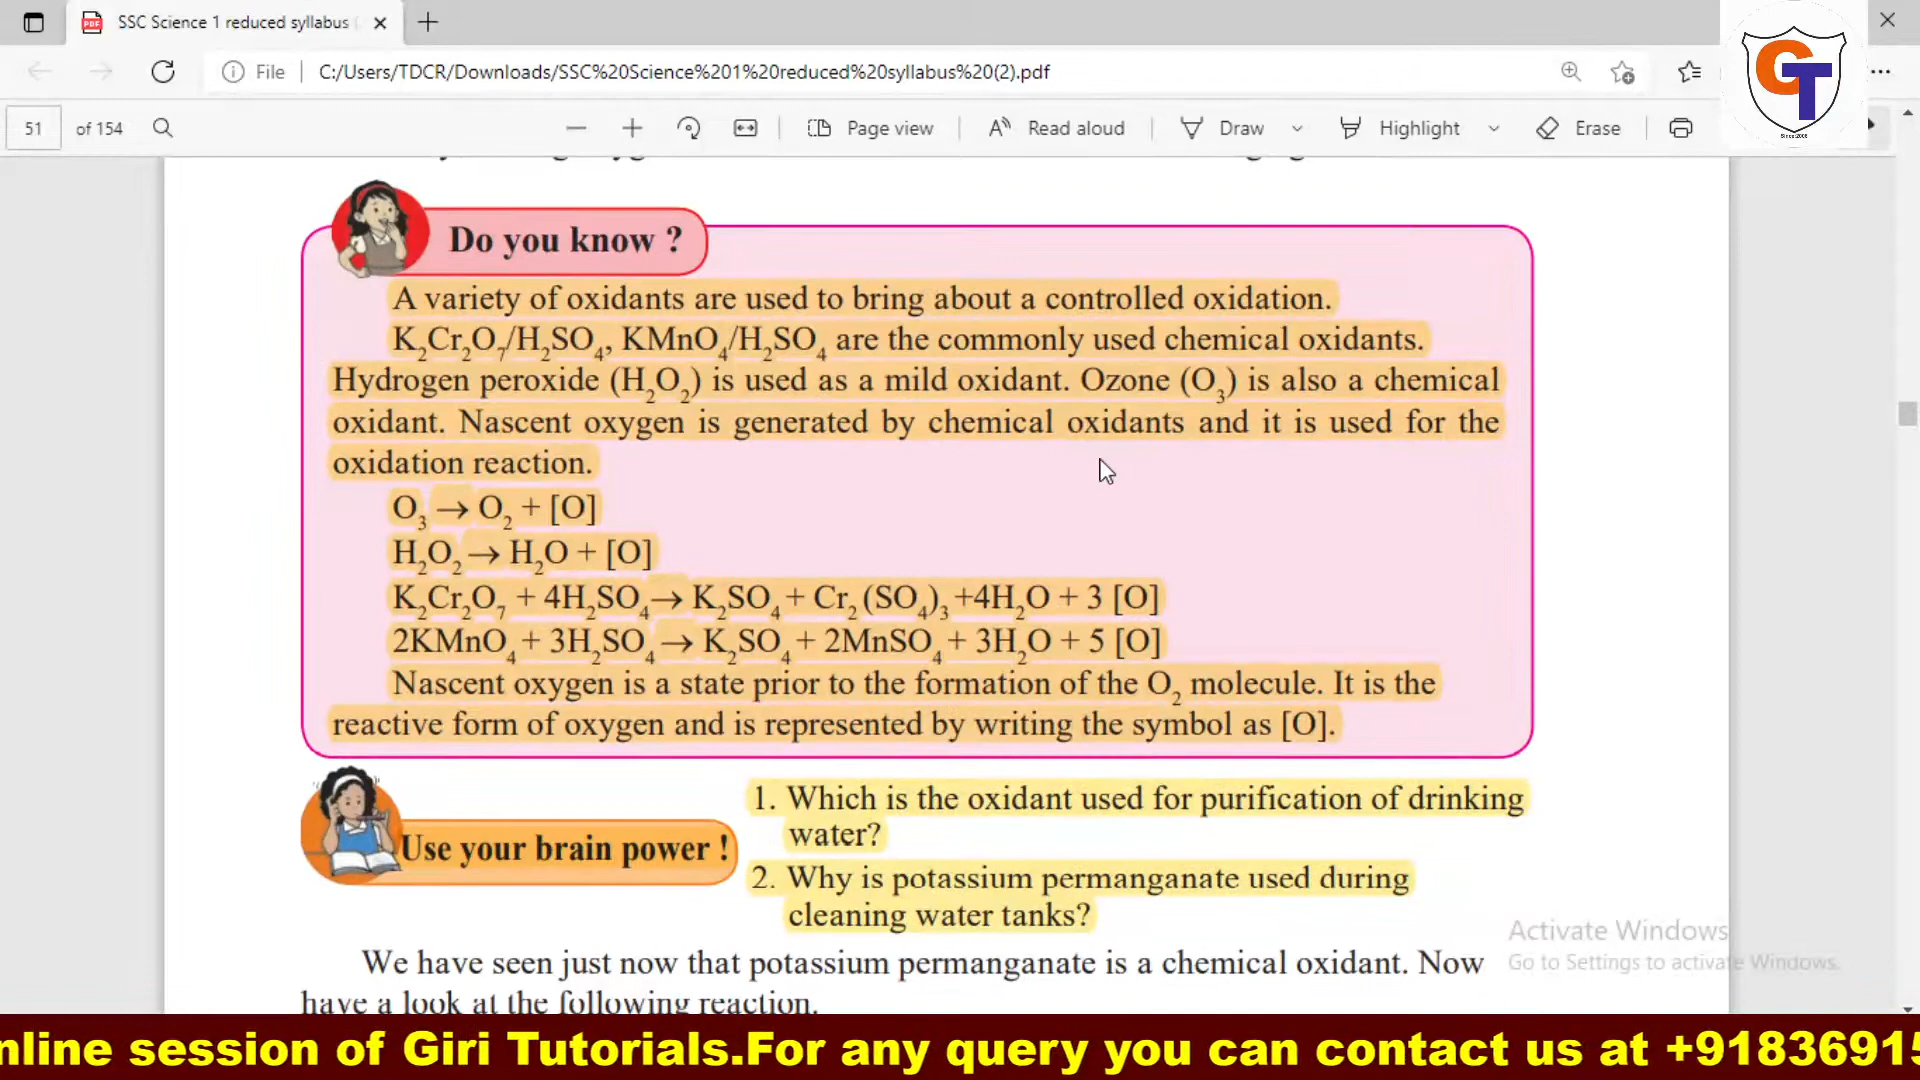 SSC Science 1 reduced syllabus
File
C:/Users/TDCR/Downloads/SSC%20Science%201%20reduced%20syllabus%20(2).pdf
51 of 154
Page view
Read aloud
Draw
Highlight
Erase
GT
Since 2006
Do you know ?
A variety of oxidants are used to bring about a controlled oxidation.
K₂Cr₂O₇/H₂SO₄, KMnO₄/H₂SO₄ are the commonly used chemical oxidants.
Hydrogen peroxide (H₂O₂) is used as a mild oxidant. Ozone (O₃) is also a chemical
oxidant. Nascent oxygen is generated by chemical oxidants and it is used for the
oxidation reaction.
O₃ → O₂ + [O]
H₂O₂ → H₂O + [O]
K₂Cr₂O₇ + 4H₂SO₄ → K₂SO₄ + Cr₂ (SO₄)₃ +4H₂O + 3 [O]
2KMnO₄ + 3H₂SO₄ → K₂SO₄ + 2MnSO₄ + 3H₂O + 5 [O]
Nascent oxygen is a state prior to the formation of the O₂ molecule. It is the
reactive form of oxygen and is represented by writing the symbol as [O].
Use your brain power !
1. Which is the oxidant used for purification of drinking
water?
2. Why is potassium permanganate used during
cleaning water tanks?
We have seen just now that potassium permanganate is a chemical oxidant. Now
have a look at the following reaction.
Activate Windows
Go to Settings to activate Windows.
nline session of Giri Tutorials.For any query you can contact us at +9183691